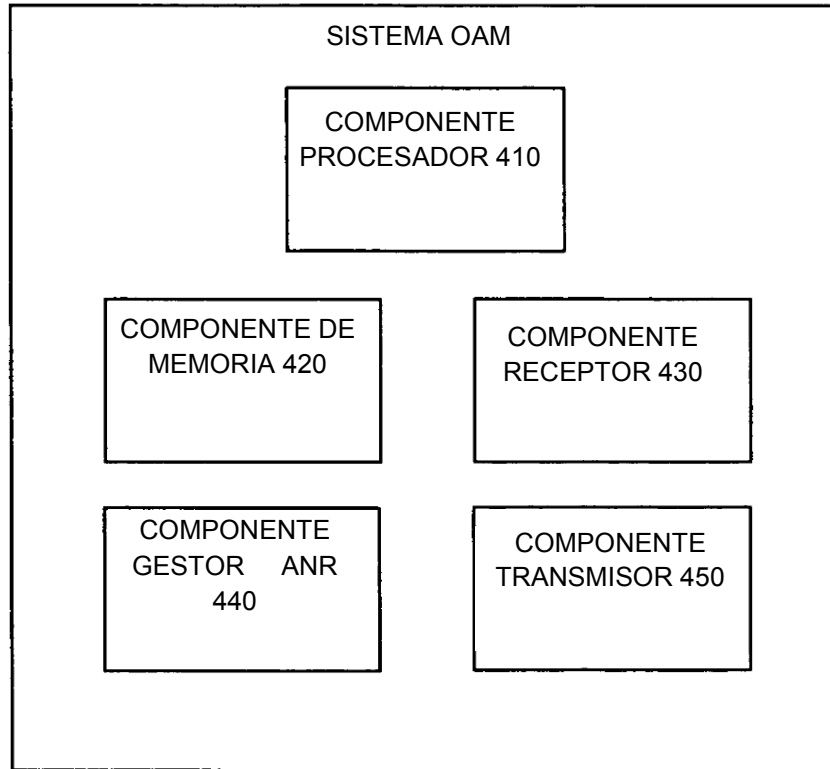 SISTEMA OAM
COMPONENTE
PROCESADOR 410
COMPONENTE DE
MEMORIA 420
COMPONENTE
RECEPTOR 430
COMPONENTE
GESTOR ANR
440
COMPONENTE
TRANSMISOR 450